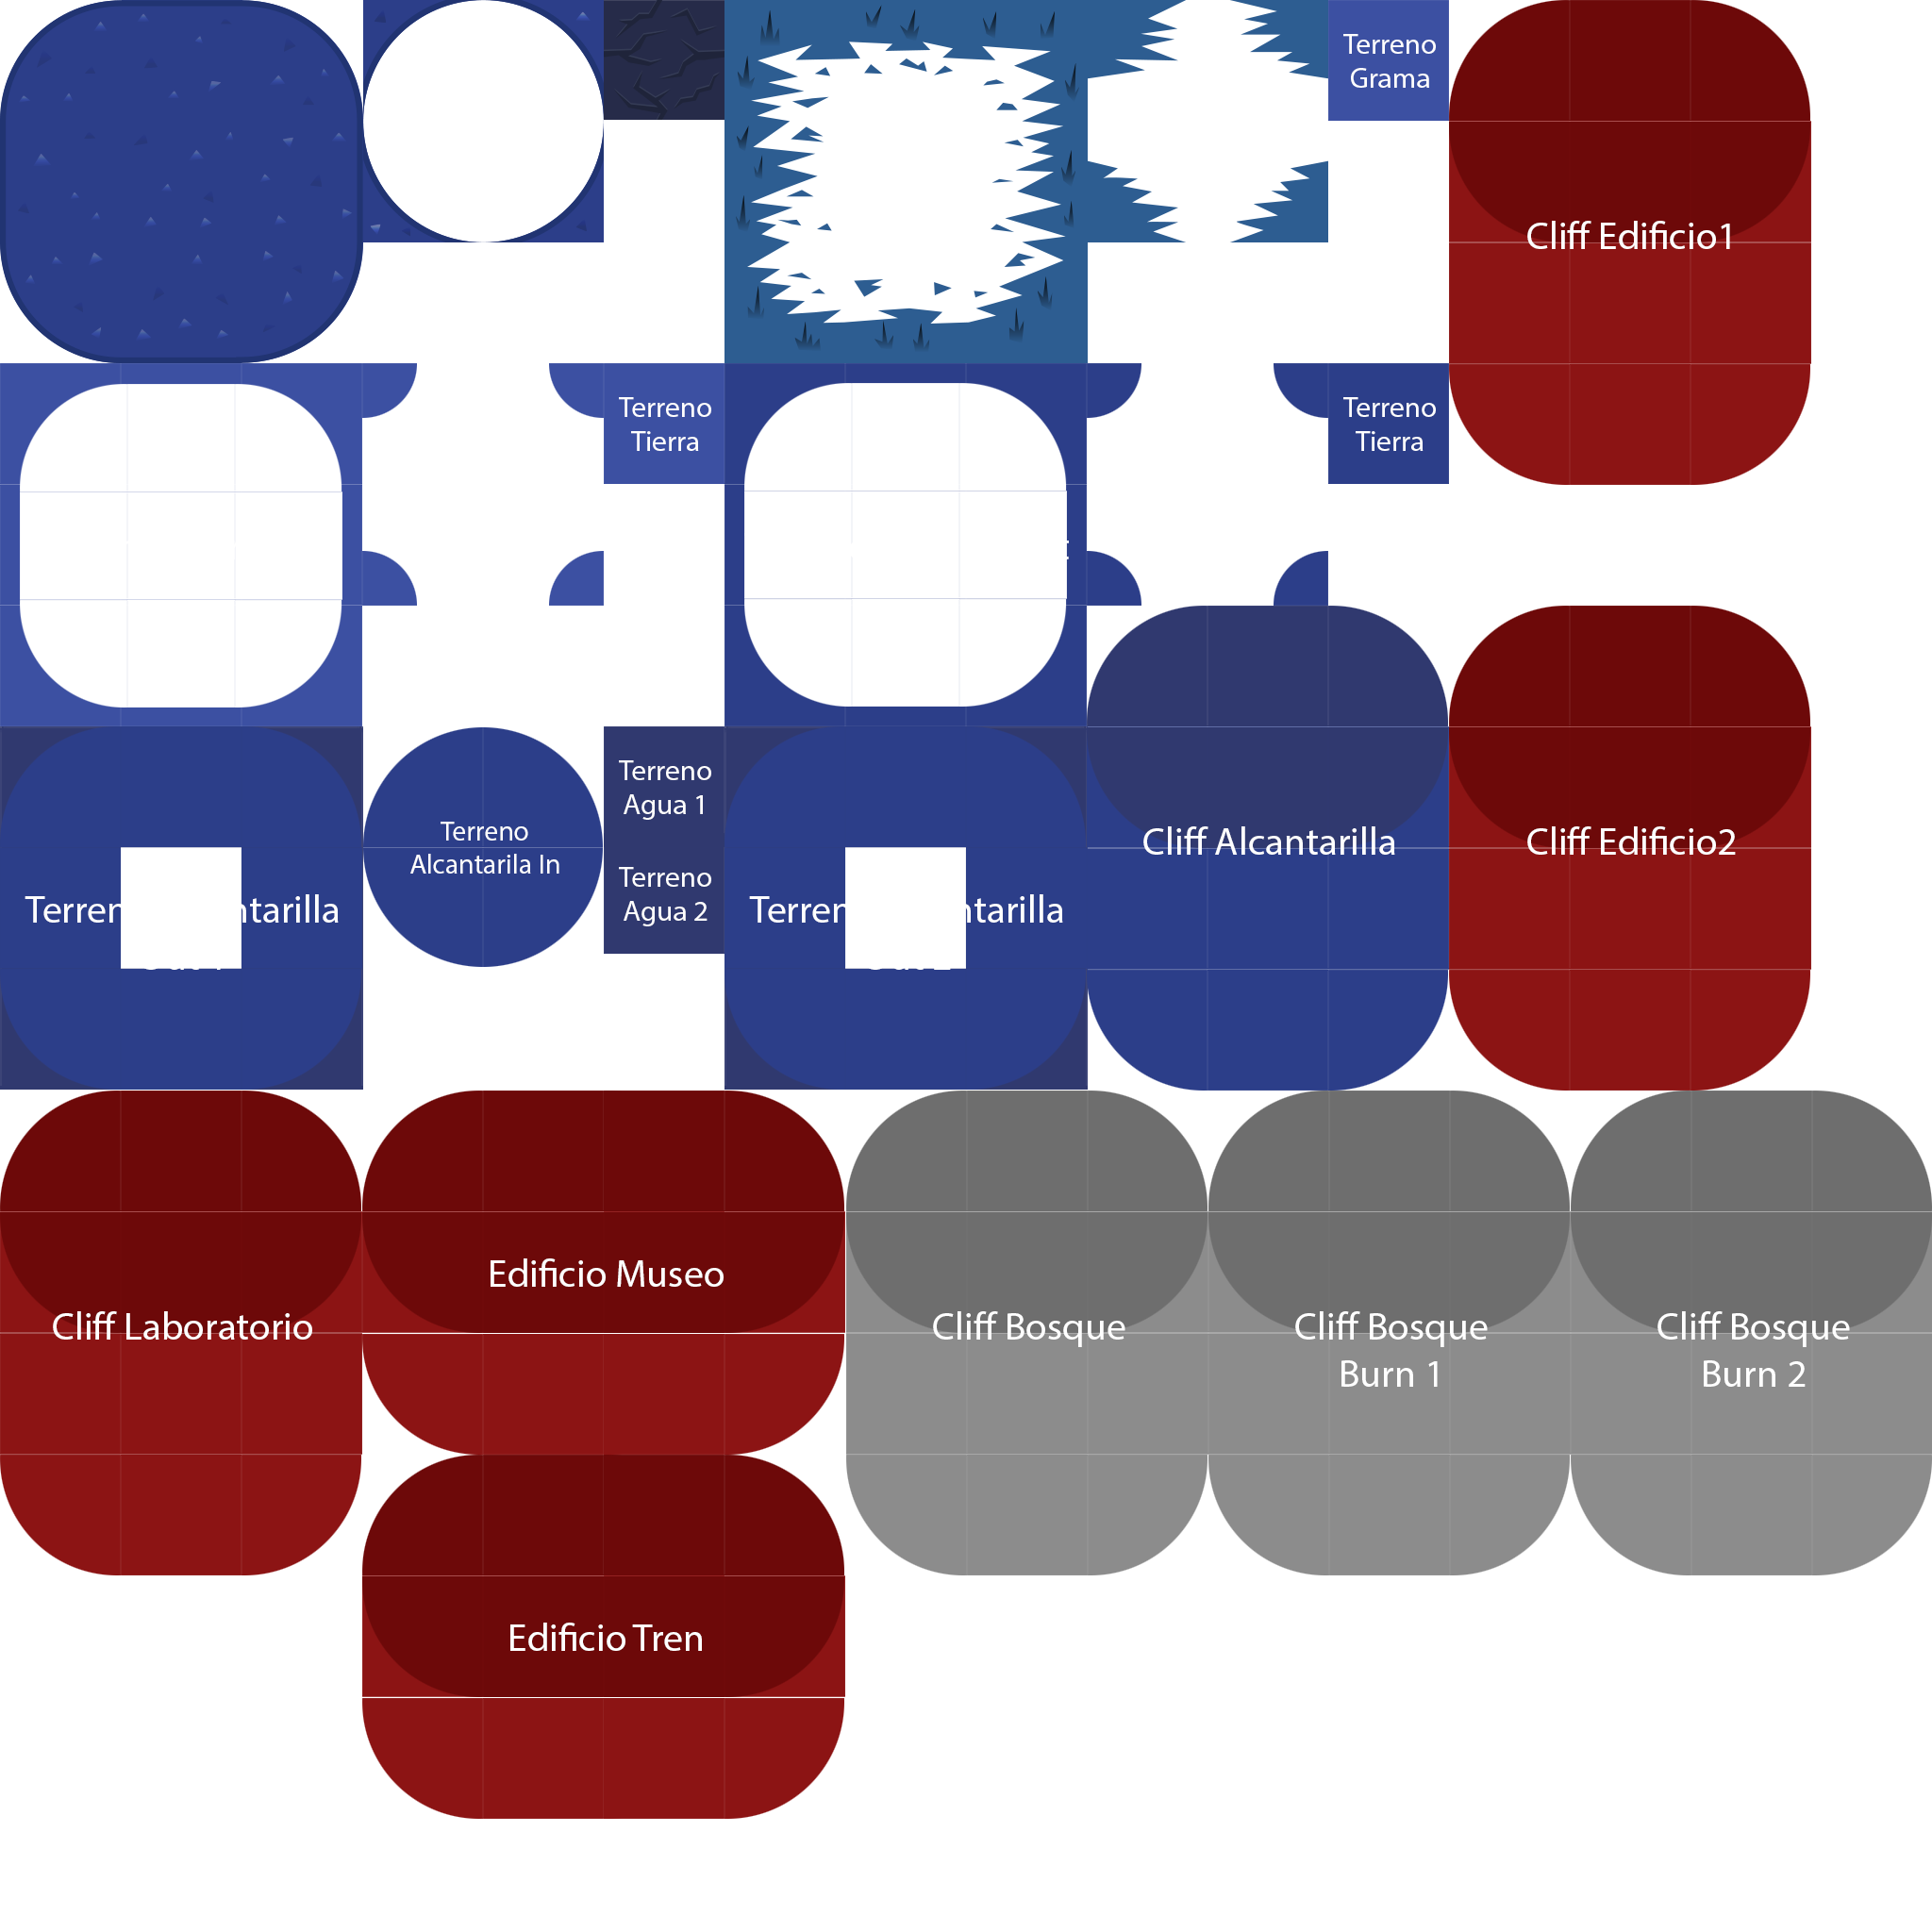 Terreno
Grama
Cliff Edificio1
Terreno
Tierra
Terreno
Tierra
Terreno
Alcantarila In
Terreno
Agua 1
Terreno
Agua 2
Cliff Alcantarilla
Cliff Edificio2
Cliff Laboratorio
Edificio Museo
Cliff Bosque
Cliff Bosque
Burn 1
Cliff Bosque
Burn 2
Edificio Tren